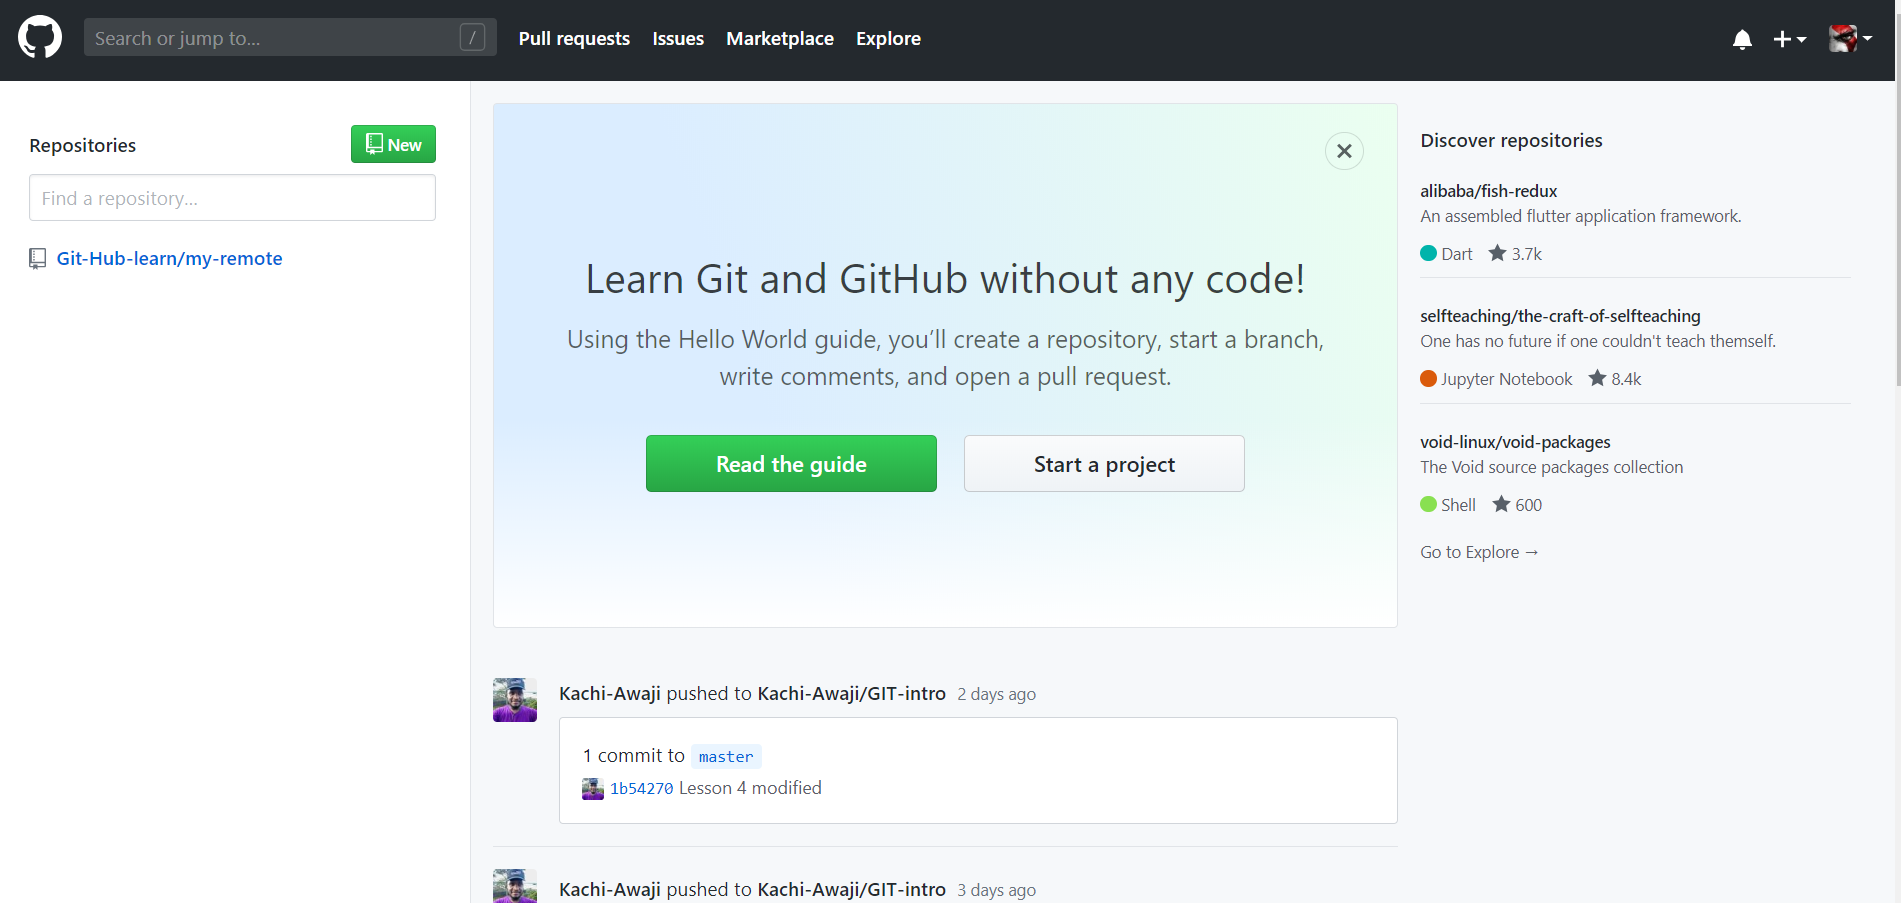 Search or jump to...
/
Pull requests
Issues
Marketplace
Explore
Repositories
New
Find a repository...
Git-Hub-learn/my-remote
Learn Git and GitHub without any code!
Using the Hello World guide, you’ll create a repository, start a branch,
write comments, and open a pull request.
Read the guide
Start a project
Kachi-Awaji pushed to Kachi-Awaji/GIT-intro 2 days ago
1 commit to master
1b54270 Lesson 4 modified
Kachi-Awaji pushed to Kachi-Awaji/GIT-intro 3 days ago
Discover repositories
alibaba/fish-redux
An assembled flutter application framework.
Dart 3.7k
selfteaching/the-craft-of-selfteaching
One has no future if one couldn't teach themself.
Jupyter Notebook 8.4k
void-linux/void-packages
The Void source packages collection
Shell 600
Go to Explore →